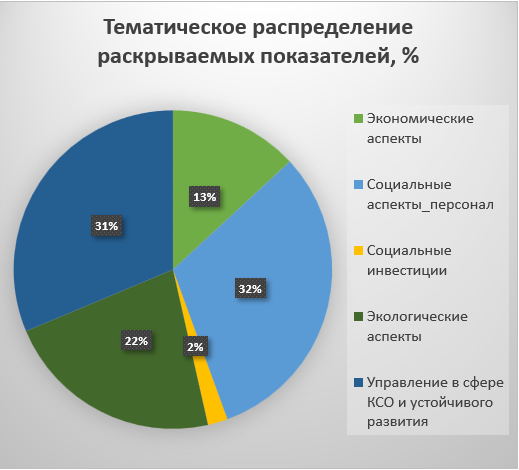 Тематическое распределение
раскрываемых показателей, %
13%
32%
2%
22%
31%
Экономические
аспекты
Социальные
аспекты_персонал
Социальные
инвестиции
Экологические
аспекты
Управление в сфере
КСО и устойчивого
развития